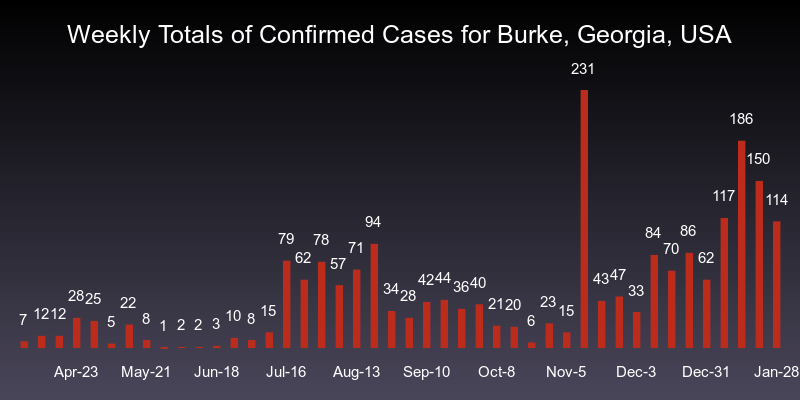 Weekly Totals of Confirmed Cases for Burke, Georgia, USA
7 12 12 28 25 5 22 8 1 2 2 3 10 8 15 79 62 78 57 71 94 34 28 42 44 36 40 21 20 6 23 15 231 43 47 33 84 70 86 62 117 186 150 114
Apr-23 May-21 Jun-18 Jul-16 Aug-13 Sep-10 Oct-8 Nov-5 Dec-3 Dec-31 Jan-28